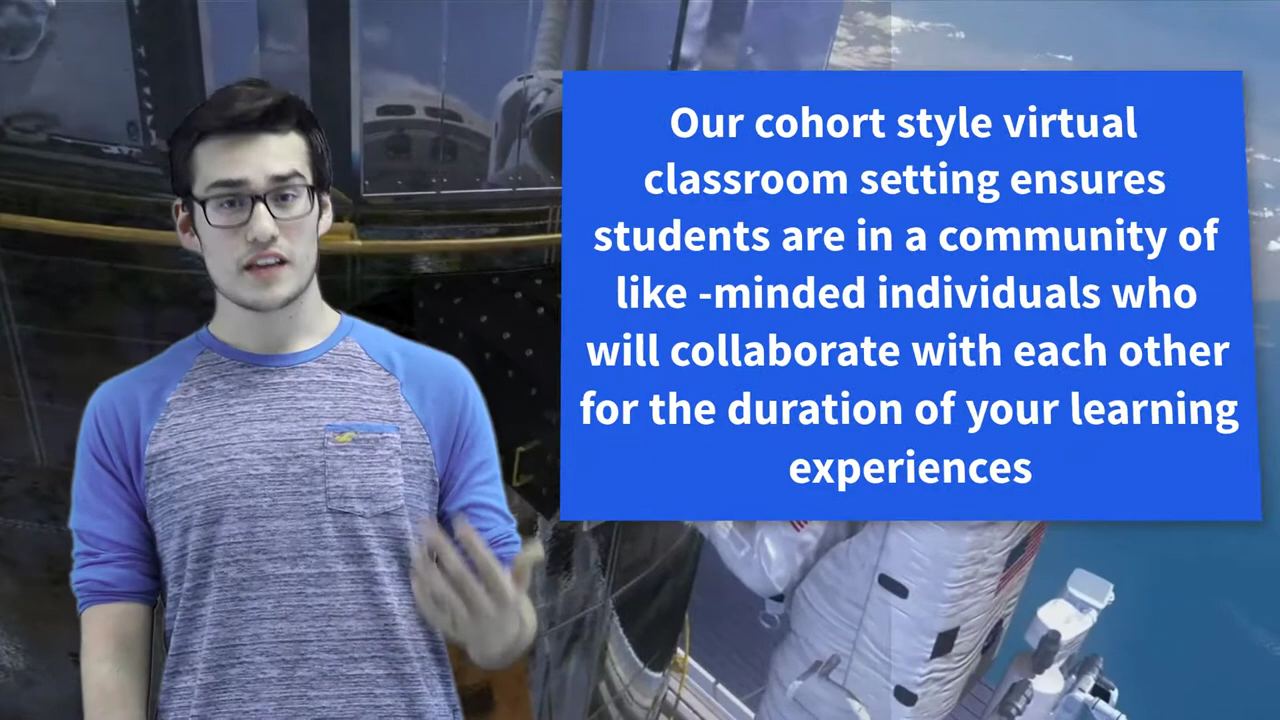 Our cohort style virtual
classroom setting ensures
students are in a community of
like -minded individuals who
will collaborate with each other
for the duration of your learning
experiences